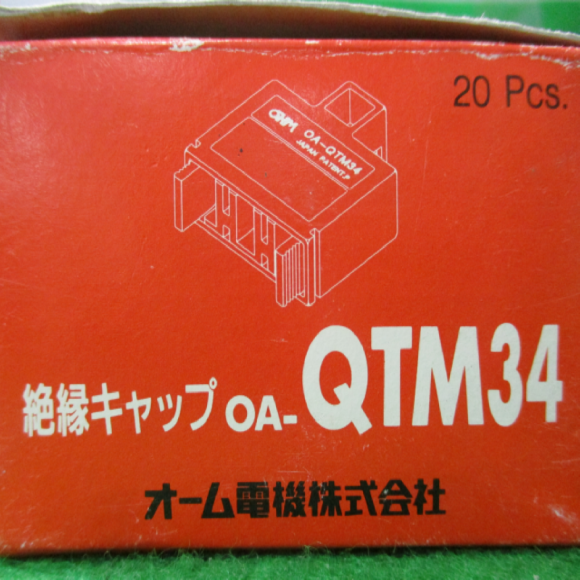 20 Pcs.
OHM OA-QTM34
JAPAN PATENT.P
絶縁キャップ OA-QTM34
オーム電機株式会社